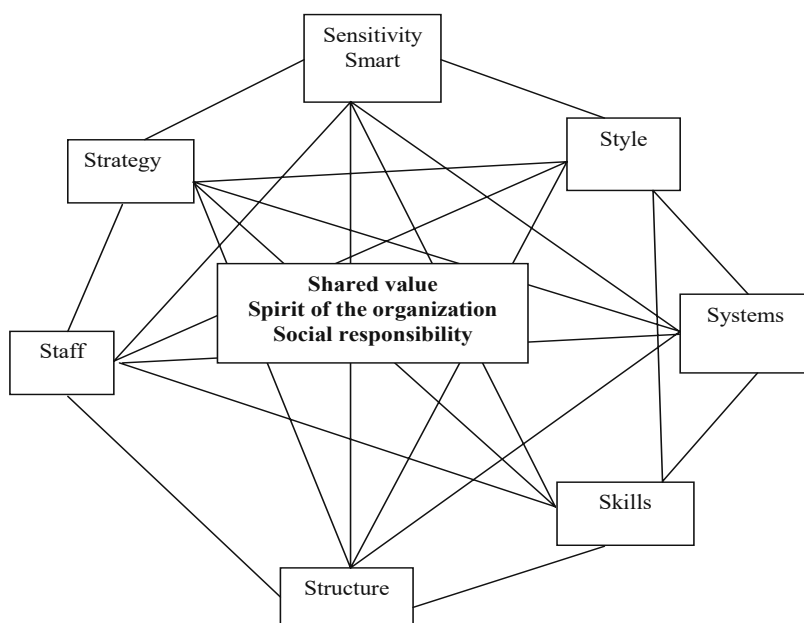 Sensitivity
Smart
Style
Strategy
Shared value
Spirit of the organization
Social responsibility
Systems
Staff
Skills
Structure